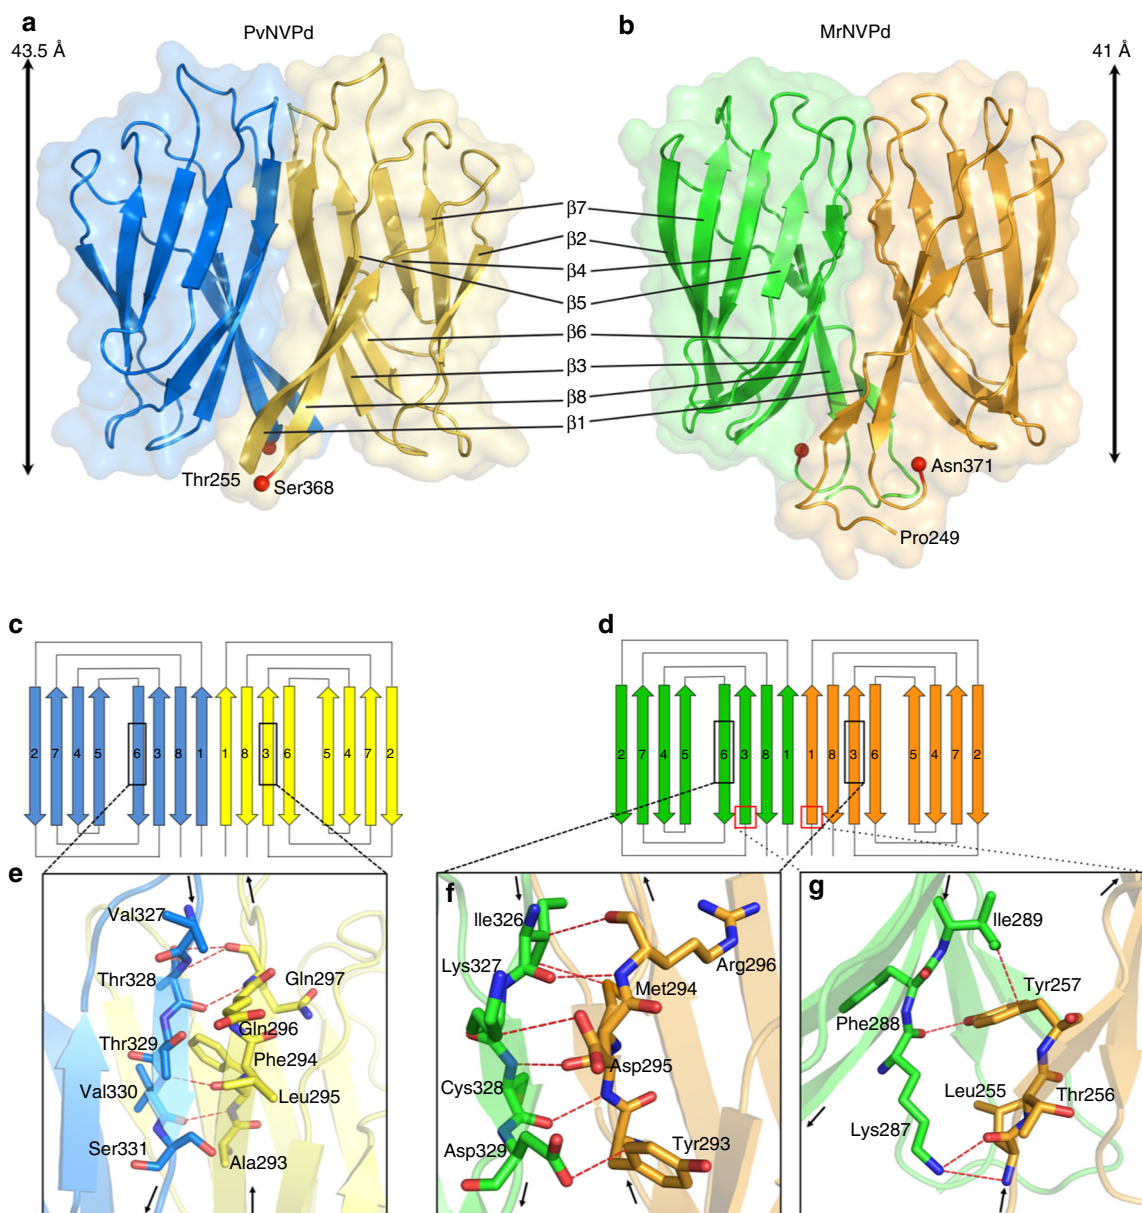 a
PvNVPd
b
MrNVPd
43.5 Å
41 Å
β7
β2
β4
β5
β6
β3
β8
β1
Thr255
Ser368
Asn371
Pro249
c
2 7 4 5 6 3 8 1 1 8 3 6 5 4 7 2
d
2 7 4 5 6 3 8 1 1 8 3 6 5 4 7 2
e
Val327
Thr328
Gln297
Gln296
Thr329
Phe294
Val330
Leu295
Ser331
Ala293
f
Ile326
Lys327
Arg296
Met294
Asp295
Cys328
Asp329
Tyr293
g
Ile289
Tyr257
Phe288
Leu255
Thr256
Lys287